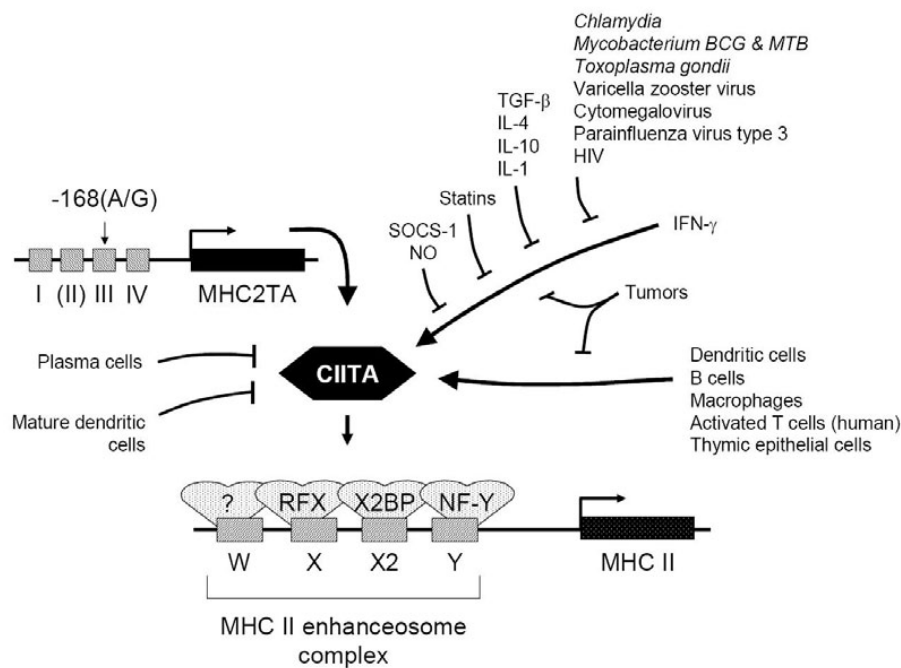 Chlamydia
Mycobacterium BCG & MTB
Toxoplasma gondii
Varicella zooster virus
Cytomegalovirus
Parainfluenza virus type 3
HIV
TGF-β
IL-4
IL-10
IL-1
Statins
SOCS-1
NO
IFN-γ
-168(A/G)
I (II) III IV
MHC2TA
Tumors
Plasma cells
Mature dendritic
cells
CIITA
Dendritic cells
B cells
Macrophages
Activated T cells (human)
Thymic epithelial cells
? RFX X2BP NF-Y
W X X2 Y
MHC II
MHC II enhanceosome
complex